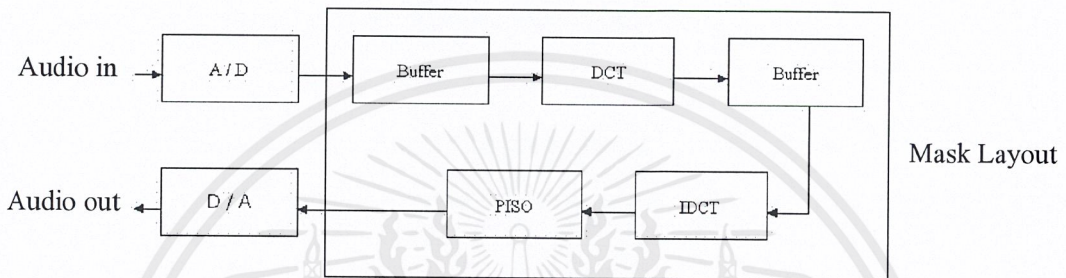 Audio in
A/D
Buffer
DCT
Buffer
Mask Layout
Audio out
D / A
PISO
IDCT